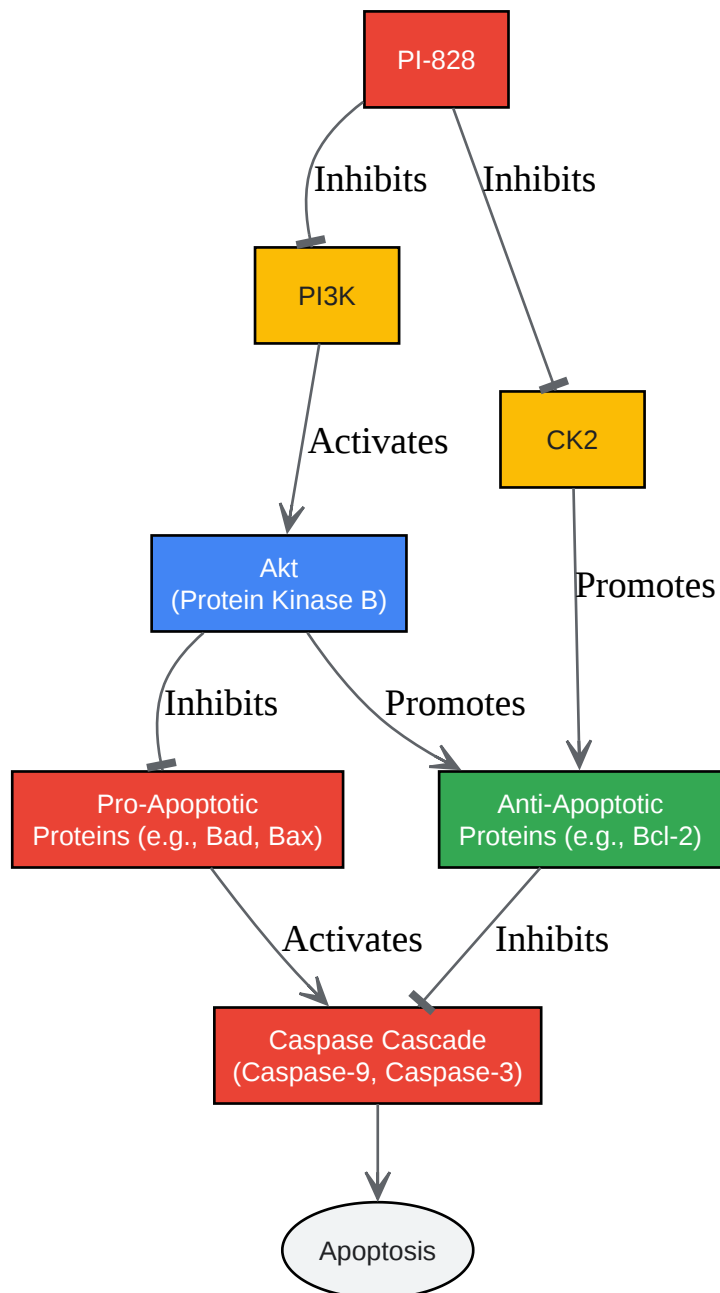 PI-828
Inhibits
Inhibits
PI3K
Activates
CK2
Akt
(Protein Kinase B)
Promotes
Inhibits
Promotes
Pro-Apoptotic
Proteins (e.g., Bad, Bax)
Anti-Apoptotic
Proteins (e.g., Bcl-2)
Activates
Inhibits
Caspase Cascade
(Caspase-9, Caspase-3)
Apoptosis